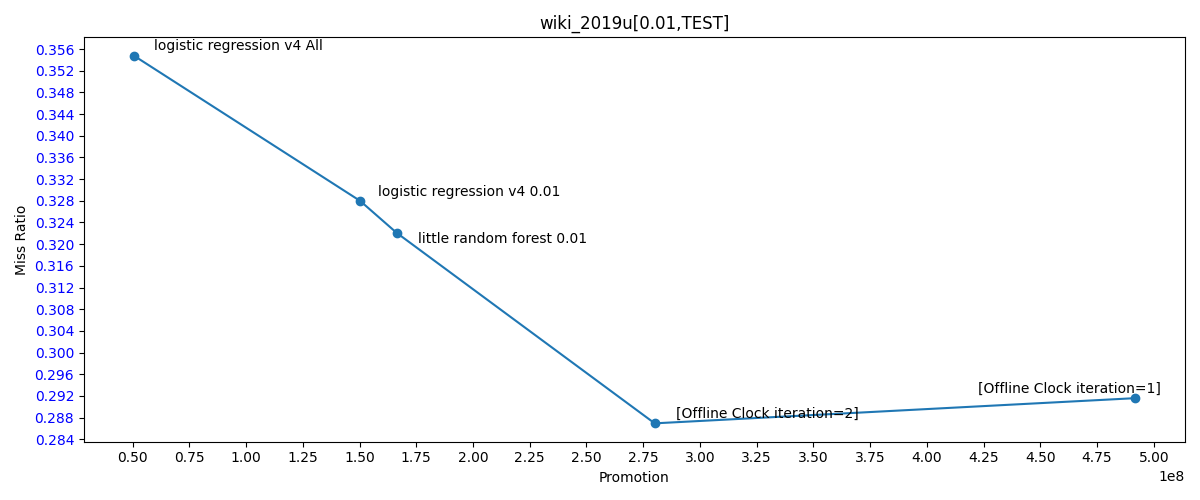 wiki_2019u[0.01,TEST]
Miss Ratio
0.356
0.352
0.348
0.344
0.340
0.336
0.332
0.328
0.324
0.320
0.316
0.312
0.308
0.304
0.300
0.296
0.292
0.288
0.284
logistic regression v4 All
logistic regression v4 0.01
little random forest 0.01
[Offline Clock iteration=2]
[Offline Clock iteration=1]
0.50 0.75 1.00 1.25 1.50 1.75 2.00 2.25 2.50 2.75 3.00 3.25 3.50 3.75 4.00 4.25 4.50 4.75 5.00
1e8
Promotion